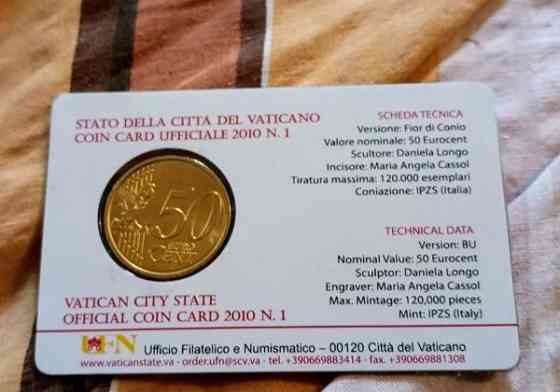 STATO DELLA CITTÀ DEL VATICANO
COIN CARD UFFICIALE 2010 N. 1
SCHEDA TECNICA
Versione: Fior di Conio
Valore nominale: 50 Eurocent
Scultore: Daniela Longo
Incisore: Maria Angela Cassol
Tiratura massima: 120.000 esemplari
Coniazione: IPZS (Italia)
50
EURO
CENT
TECHNICAL DATA
Version: BU
Nominal Value: 50 Eurocent
Sculptor: Daniela Longo
Engraver: Maria Angela Cassol
Max. Mintage: 120,000 pieces
Mint: IPZS (Italy)
VATICAN CITY STATE
OFFICIAL COIN CARD 2010 N. 1
UFN Ufficio Filatelico e Numismatico – 00120 Città del Vaticano
www.vaticanstate.va - order.ufn@scv.va - tel. +390669883414 - fax. +390669881308